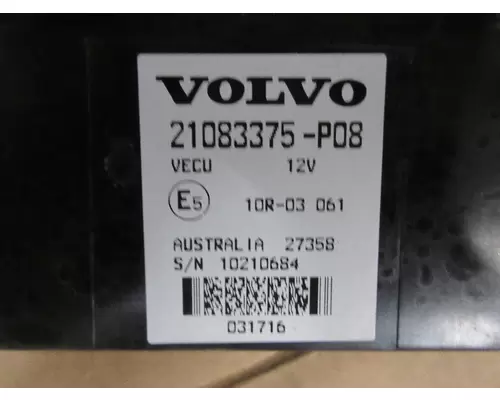 VOLVO
21083375-P08
VECU 12V
E5 10R-03 061
AUSTRALIA 27358
S/N 10210684
031716